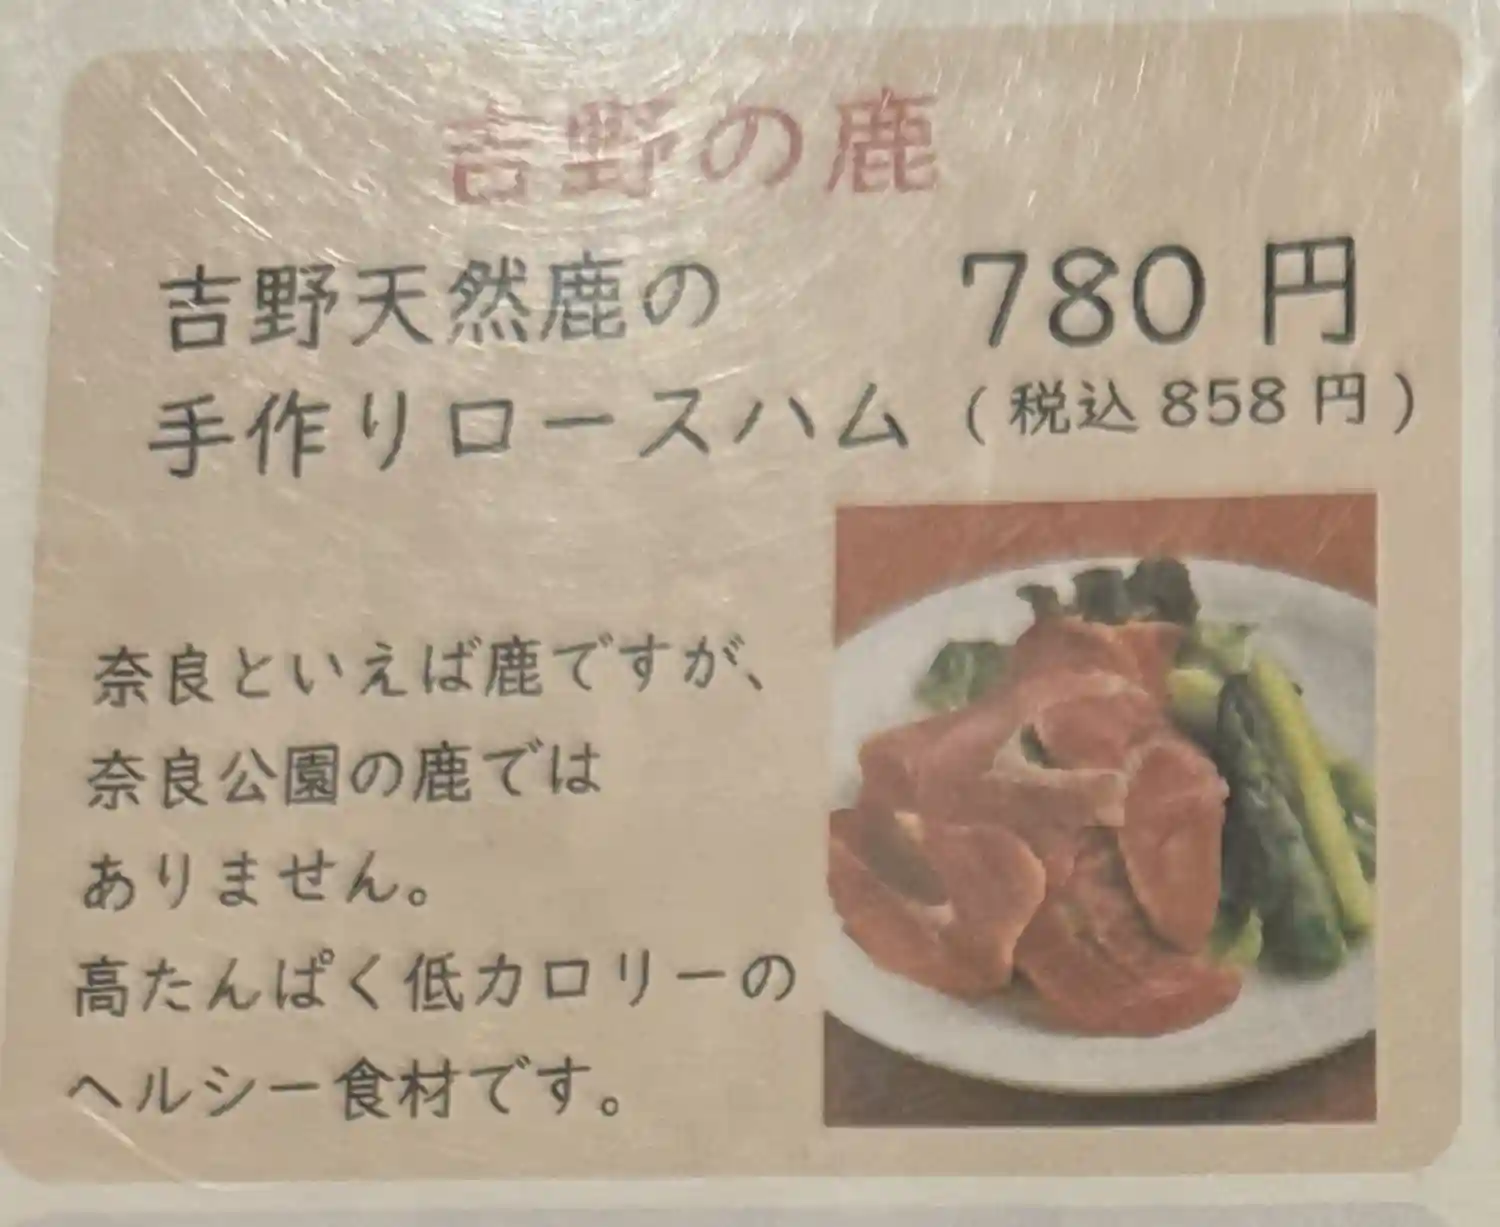 吉野の鹿
吉野天然鹿の 780 円
手作りロースハム ( 税込 858 円 )
奈良といえば鹿ですが、
奈良公園の鹿では
ありません。
高たんぱく低カロリーの
ヘルシー食材です。